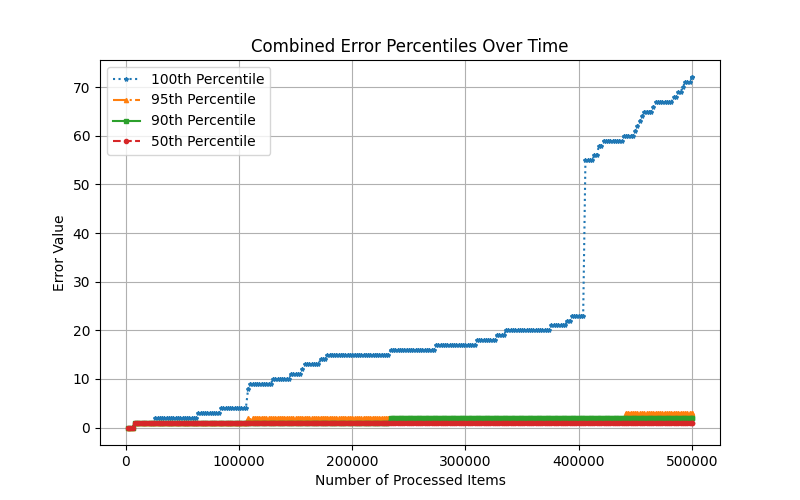 Combined Error Percentiles Over Time
100th Percentile
95th Percentile
90th Percentile
50th Percentile
Error Value
70
60
50
40
30
20
10
0
0 100000 200000 300000 400000 500000
Number of Processed Items